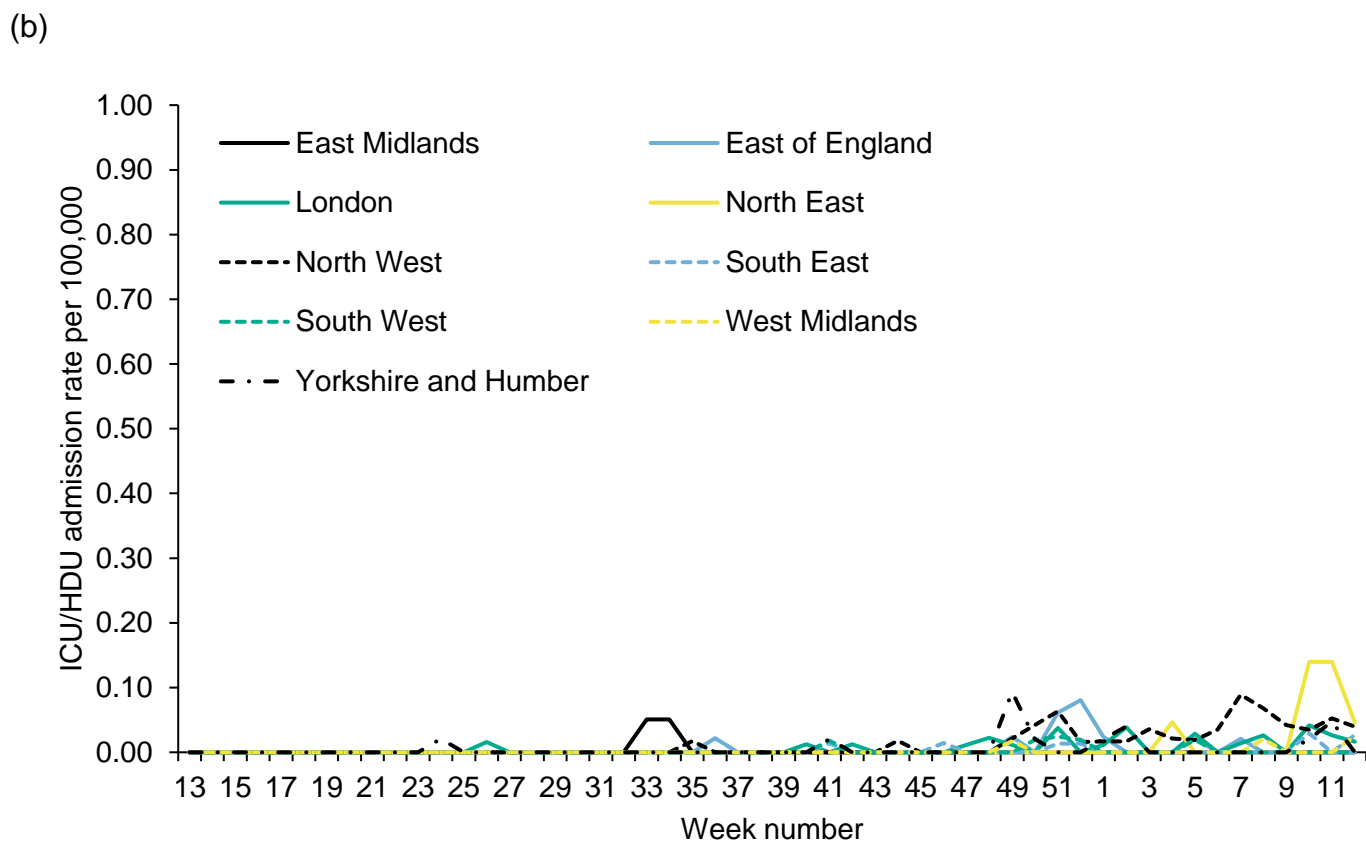 (b)
ICU/HDU admission rate per 100,000
1.00
0.90
0.80
0.70
0.60
0.50
0.40
0.30
0.20
0.10
0.00
East Midlands East of England
London North East
North West South East
South West West Midlands
Yorkshire and Humber
13 15 17 19 21 23 25 27 29 31 33 35 37 39 41 43 45 47 49 51 1 3 5 7 9 11
Week number